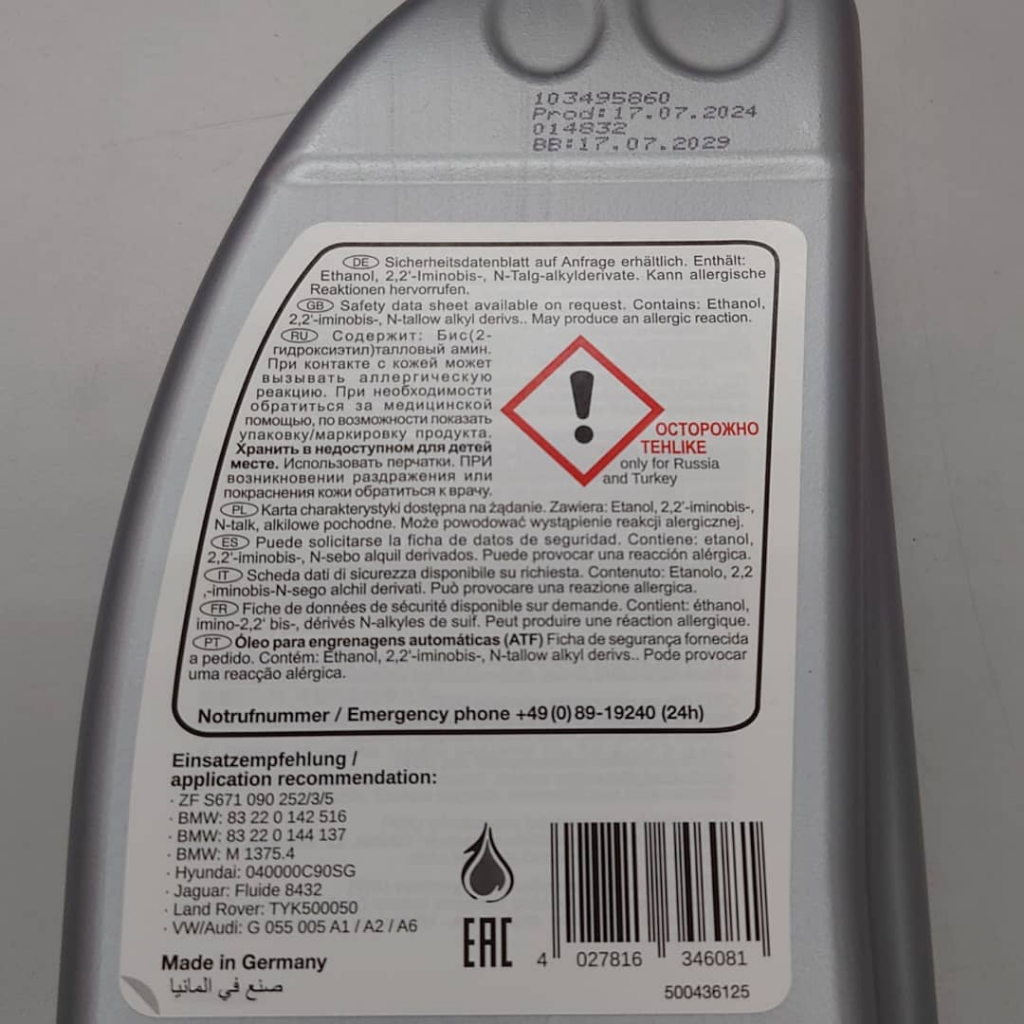 103495860
Prod:17.07.2024
014832
BB:17.07.2029
DE Sicherheitsdatenblatt auf Anfrage erhältlich. Enthält:
Ethanol, 2,2'-Iminobis-, N-Talg-alkylderivate. Kann allergische
Reaktionen hervorrufen.
GB Safety data sheet available on request. Contains: Ethanol,
2,2'-iminobis-, N-tallow alkyl derivs.. May produce an allergic reaction.
RU Содержит: Бис(2-
гидроксиэтил)талловый амин.
При контакте с кожей может
вызывать аллергическую
реакцию. При необходимости
обратиться за медицинской
помощью, по возможности показать
упаковку/маркировку продукта.
Хранить в недоступном для детей
месте. Использовать перчатки. ПРИ
возникновении раздражения или
покраснения кожи обратиться к врачу.
ОСТОРОЖНО
TEHLIKE
only for Russia
and Turkey
PL Karta charakterystyki dostępna na żądanie. Zawiera: Etanol, 2,2'-iminobis-,
N-talk, alkilowe pochodne. Może powodować wystąpienie reakcji alergicznej.
ES Puede solicitarse la ficha de datos de seguridad. Contiene: etanol,
2,2'-iminobis-, N-sebo alquil derivados. Puede provocar una reacción alérgica.
IT Scheda dati di sicurezza disponibile su richiesta. Contenuto: Etanolo, 2,2
,-iminobis-N-sego alchil derivati. Può provocare una reazione allergica.
FR Fiche de données de sécurité disponible sur demande. Contient: éthanol,
imino-2,2' bis-, dérivés N-alkyles de suif. Peut produire une réaction allergique.
PT Óleo para engrenagens automáticas (ATF) Ficha de segurança fornecida
a pedido. Contém: Ethanol, 2,2'-iminobis-, N-tallow alkyl derivs.. Pode provocar
uma reacção alérgica.
Notrufnummer / Emergency phone +49(0)89-19240 (24h)
Einsatzempfehlung /
application recommendation:
· ZF S671 090 252/3/5
· BMW: 83 22 0 142 516
· BMW: 83 22 0 144 137
· BMW: M 1375.4
· Hyundai: 040000C90SG
· Jaguar: Fluide 8432
· Land Rover: TYK500050
· VW/Audi: G 055 005 A1 / A2 / A6
Made in Germany
صنع في المانيا
EAC
4 027816 346081
500436125